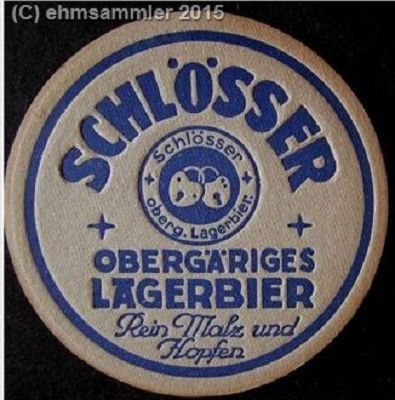 (C) ehmsammler 2015
SCHLÖSSER
Schlösser
oberg. Lagerbier.
OBERGÄRIGES
LAGERBIER
Rein Malz und
Hopfen